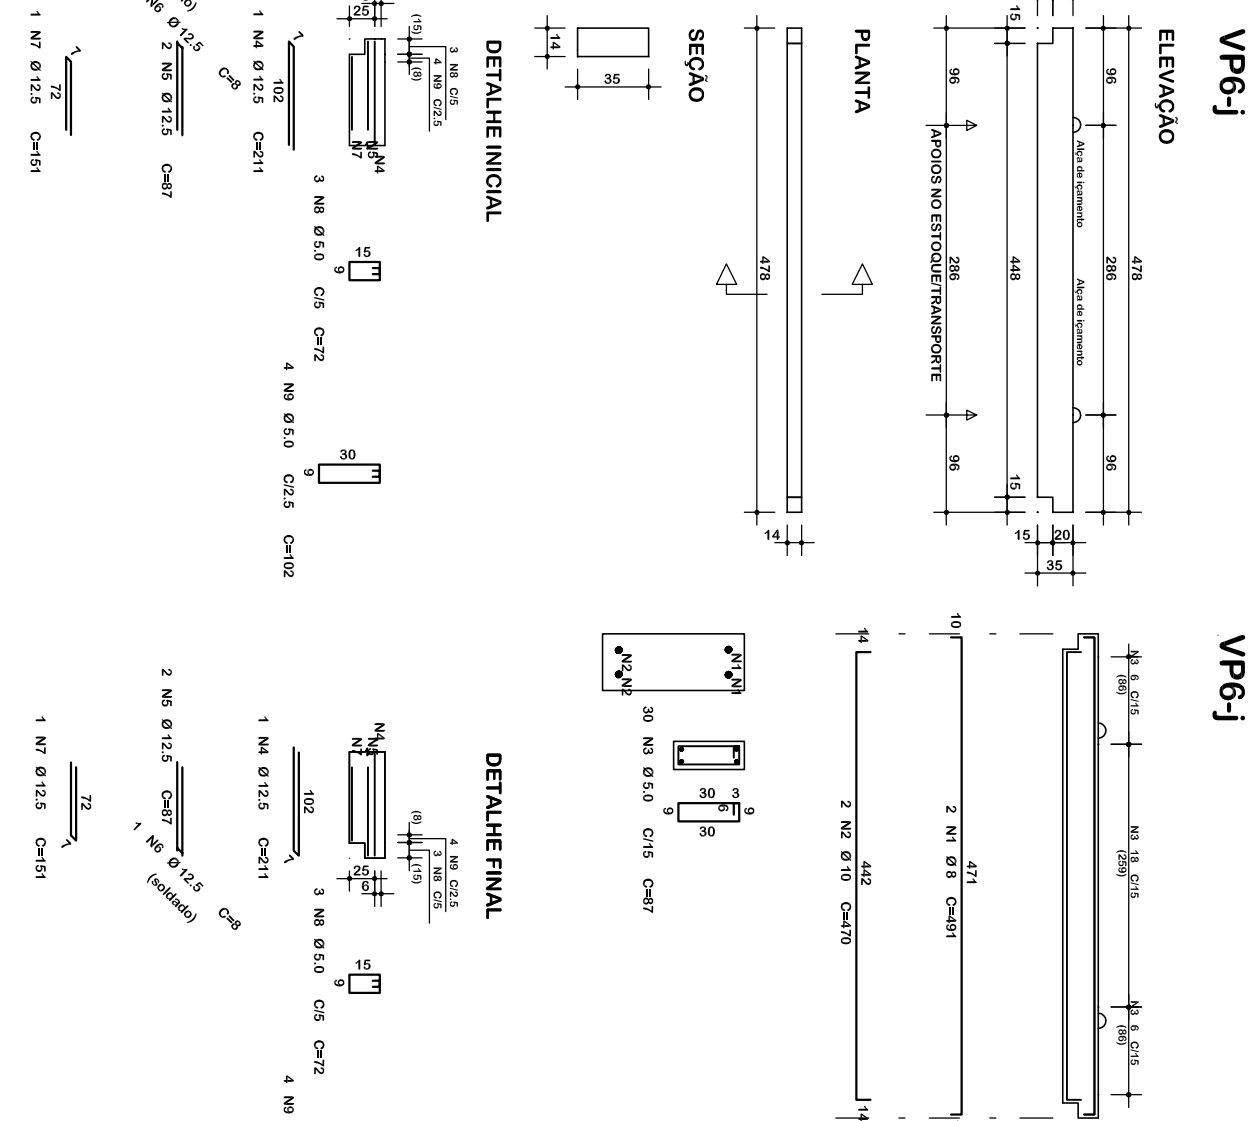 VP6-j
ELEVAÇÃO
15
96
286
96
478
Alça de içamento
Alça de içamento
15
448
15
96
286
96
APOIOS NO ESTOQUE/TRANSPORTE
15
20
35
PLANTA
478
14
SEÇÃO
14
35
DETALHE INICIAL
3 N8 C/5
4 N9 C/2.5
(15)
(8)
25
N4
N5
N7
3 N8 Ø 5.0 C/5 C=72
15
9
4 N9 Ø 5.0 C/2.5 C=102
30
9
1 N4 Ø 12.5 C=211
7
102
N6 Ø 12.5
C=8
2 N5 Ø 12.5 C=87
7
72
1 N7 Ø 12.5 C=151
VP6-j
N3 6 C/15
(86)
N3 18 C/15
(259)
N3 6 C/15
(86)
10
471
2 N1 Ø 8 C=491
14
442
14
2 N2 Ø 10 C=470
N1
N1
N2
N2
30
3
6
9
9
30
30 N3 Ø 5.0 C/15 C=87
DETALHE FINAL
4 N9 C/2.5
3 N8 C/5
(8)
(15)
25
6
N4
N5
N7
3 N8 Ø 5.0 C/5 C=72
15
9
4 N9
1 N4 Ø 12.5 C=211
102
7
2 N5 Ø 12.5 C=87
1 N6 Ø 12.5 C=8
(soldado)
72
7
1 N7 Ø 12.5 C=151